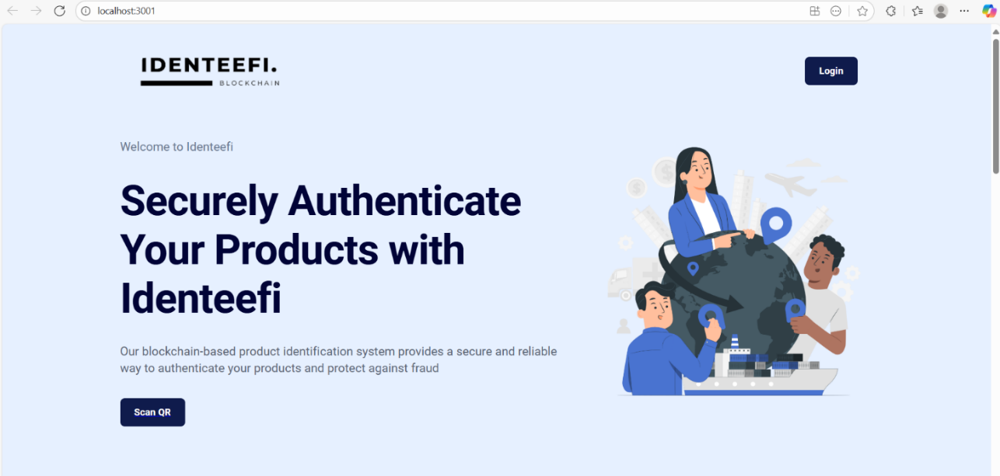 localhost:3001
IDENTEEFI.
BLOCKCHAIN
Login
Welcome to Identeefi
Securely Authenticate
Your Products with
Identeefi
Our blockchain-based product identification system provides a secure and reliable
way to authenticate your products and protect against fraud
Scan QR